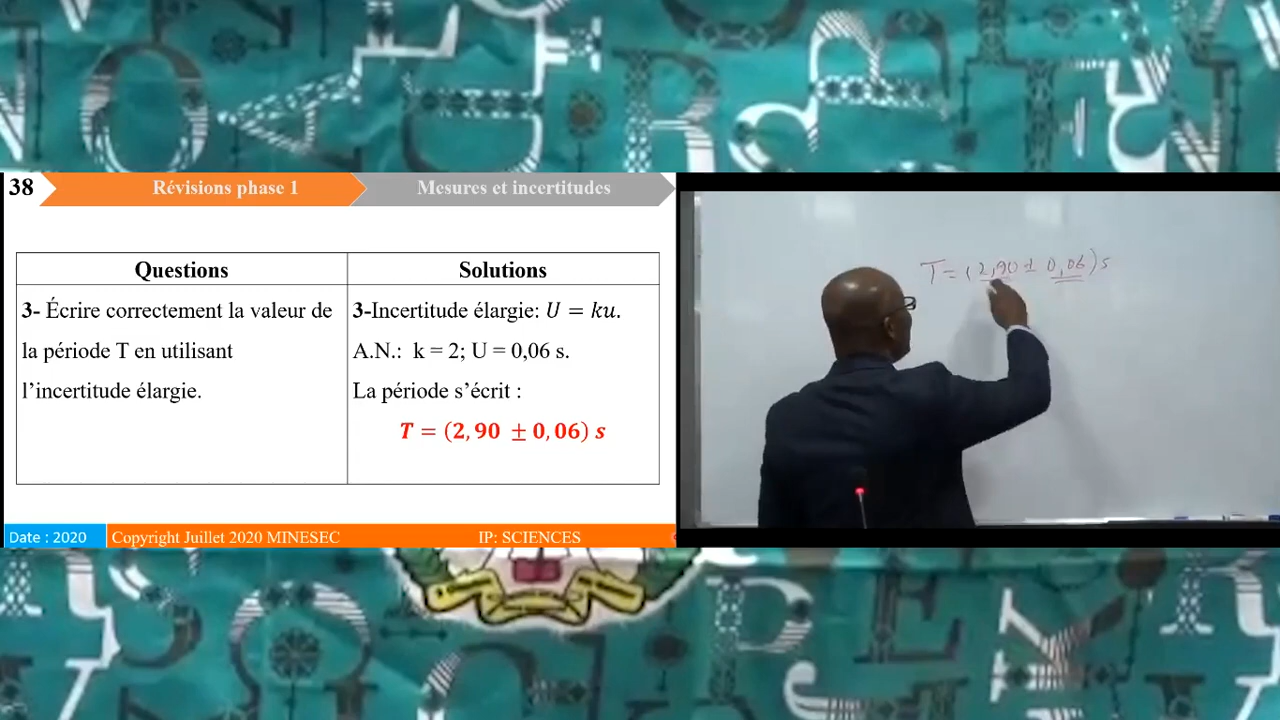 38
Révisions phase 1
Mesures et incertitudes
Questions
Solutions
3- Écrire correctement la valeur de
la période T en utilisant
l’incertitude élargie.
3-Incertitude élargie: U = ku.
A.N.: k = 2; U = 0,06 s.
La période s’écrit :
T = (2, 90 ±0, 06) s
T = (2,90 ± 0,06) s
Date : 2020
Copyright Juillet 2020 MINESEC
IP: SCIENCES